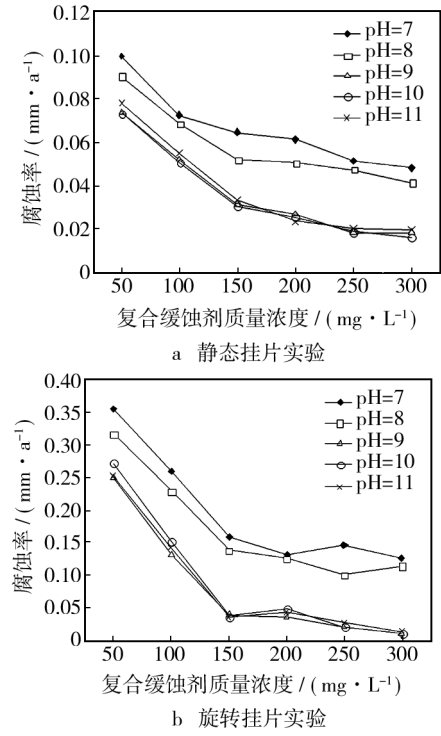 0.12
0.10
0.08
0.06
0.04
0.02
0
腐蚀率 / (mm·a⁻¹)
pH=7
pH=8
pH=9
pH=10
pH=11
50 100 150 200 250 300
复合缓蚀剂质量浓度 / (mg·L⁻¹)
a 静态挂片实验
0.40
0.35
0.30
0.25
0.20
0.15
0.10
0.05
0
腐蚀率 / (mm·a⁻¹)
pH=7
pH=8
pH=9
pH=10
pH=11
50 100 150 200 250 300
复合缓蚀剂质量浓度 / (mg·L⁻¹)
b 旋转挂片实验